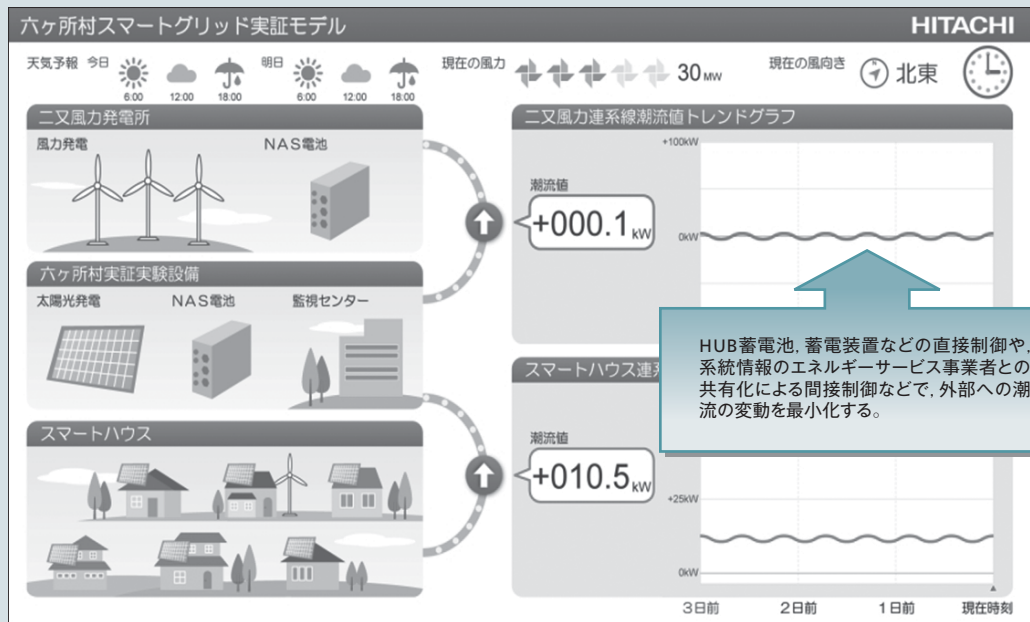 六ヶ所村スマートグリッド実証モデル
HITACHI
天気予報 今日 6:00 12:00 18:00 明日 6:00 12:00 18:00
現在の風力 30MW
現在の風向き 北東
二又風力発電所
風力発電 NAS電池
六ヶ所村実証実験設備
太陽光発電 NAS電池 監視センター
スマートハウス
二又風力連系線潮流値トレンドグラフ
潮流値
+000.1kW
+100kW
0kW
HUB蓄電池, 蓄電装置などの直接制御や,
系統情報のエネルギーサービス事業者との
共有化による間接制御などで, 外部への潮
流の変動を最小化する。
スマートハウス連
潮流値
+010.5kW
+25kW
0kW
3日前 2日前 1日前 現在時刻